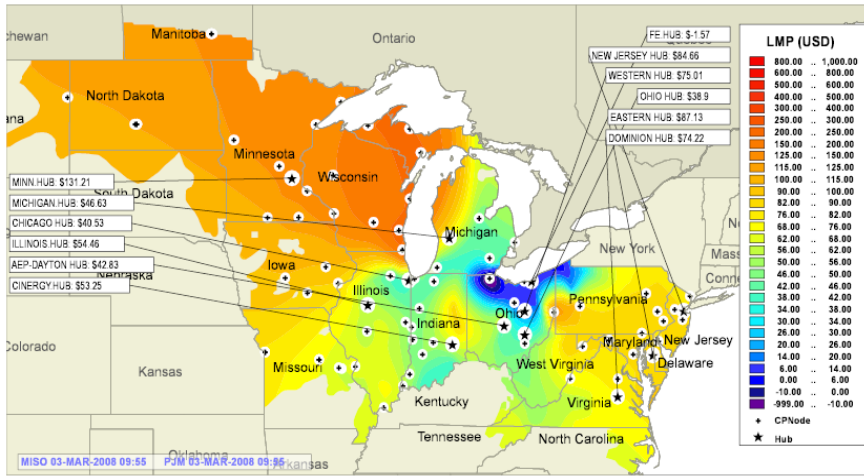 chewan
Manitoba
Ontario
FE HUB: $-1.57
NEW JERSEY HUB: $84.66
WESTERN HUB: $75.01
OHIO HUB: $38.9
EASTERN HUB: $87.13
DOMINION HUB: $74.22
North Dakota
Minnesota
Wisconsin
South Dakota
MINN.HUB: $131.21
MICHIGAN.HUB: $46.63
CHICAGO HUB: $40.53
ILLINOIS.HUB: $54.46
AEP-DAYTON HUB: $42.83
CINERGY.HUB: $53.25
Michigan
New York
Mass
Conne
Iowa
Nebraska
Illinois
Indiana
Ohio
Pennsylvania
New Jersey
Maryland
Delaware
Colorado
Kansas
Missouri
West Virginia
Virginia
Kentucky
Tennessee
North Carolina
Oklahoma
Arkansas
MISO 03-MAR-2008 09:55 PJM 03-MAR-2008 09:55
LMP (USD)
800.00 .. 1,000.00
600.00 .. 800.00
500.00 .. 600.00
400.00 .. 500.00
300.00 .. 400.00
250.00 .. 300.00
200.00 .. 250.00
150.00 .. 200.00
125.00 .. 150.00
115.00 .. 125.00
100.00 .. 115.00
90.00 .. 100.00
82.00 .. 90.00
76.00 .. 82.00
68.00 .. 76.00
62.00 .. 68.00
56.00 .. 62.00
50.00 .. 56.00
46.00 .. 50.00
42.00 .. 46.00
38.00 .. 42.00
34.00 .. 38.00
30.00 .. 34.00
26.00 .. 30.00
20.00 .. 26.00
14.00 .. 20.00
6.00 .. 14.00
0.00 .. 6.00
-10.00 .. 0.00
-999.00 .. -10.00
CPNode
Hub